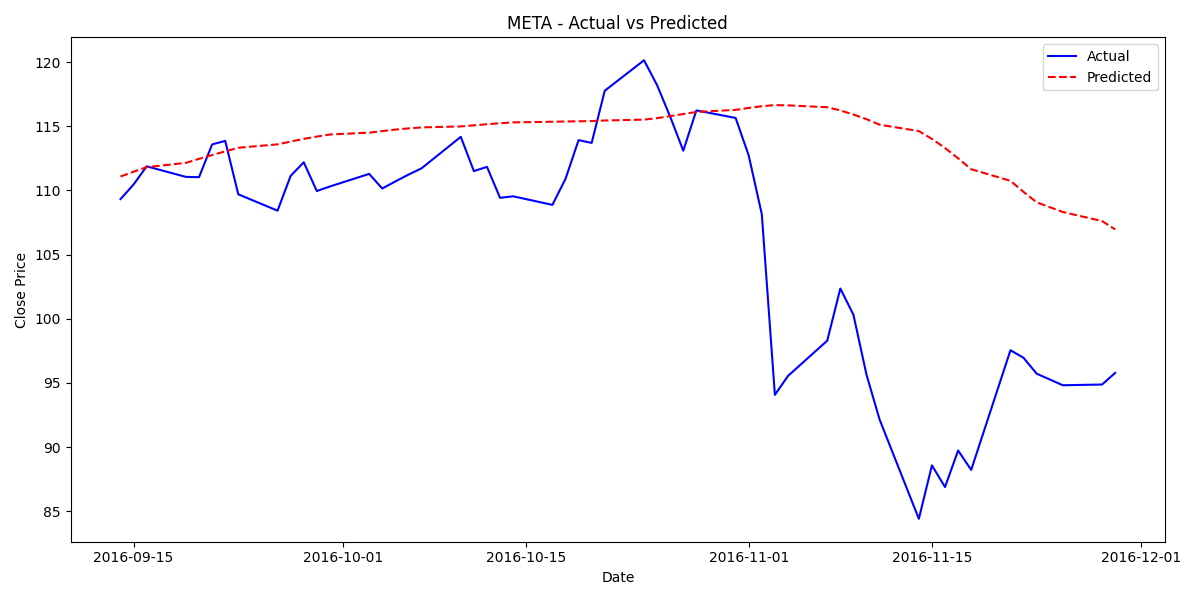 META - Actual vs Predicted
Actual
Predicted
120
115
110
105
100
95
90
85
Close Price
2016-09-15
2016-10-01
2016-10-15
2016-11-01
2016-11-15
2016-12-01
Date